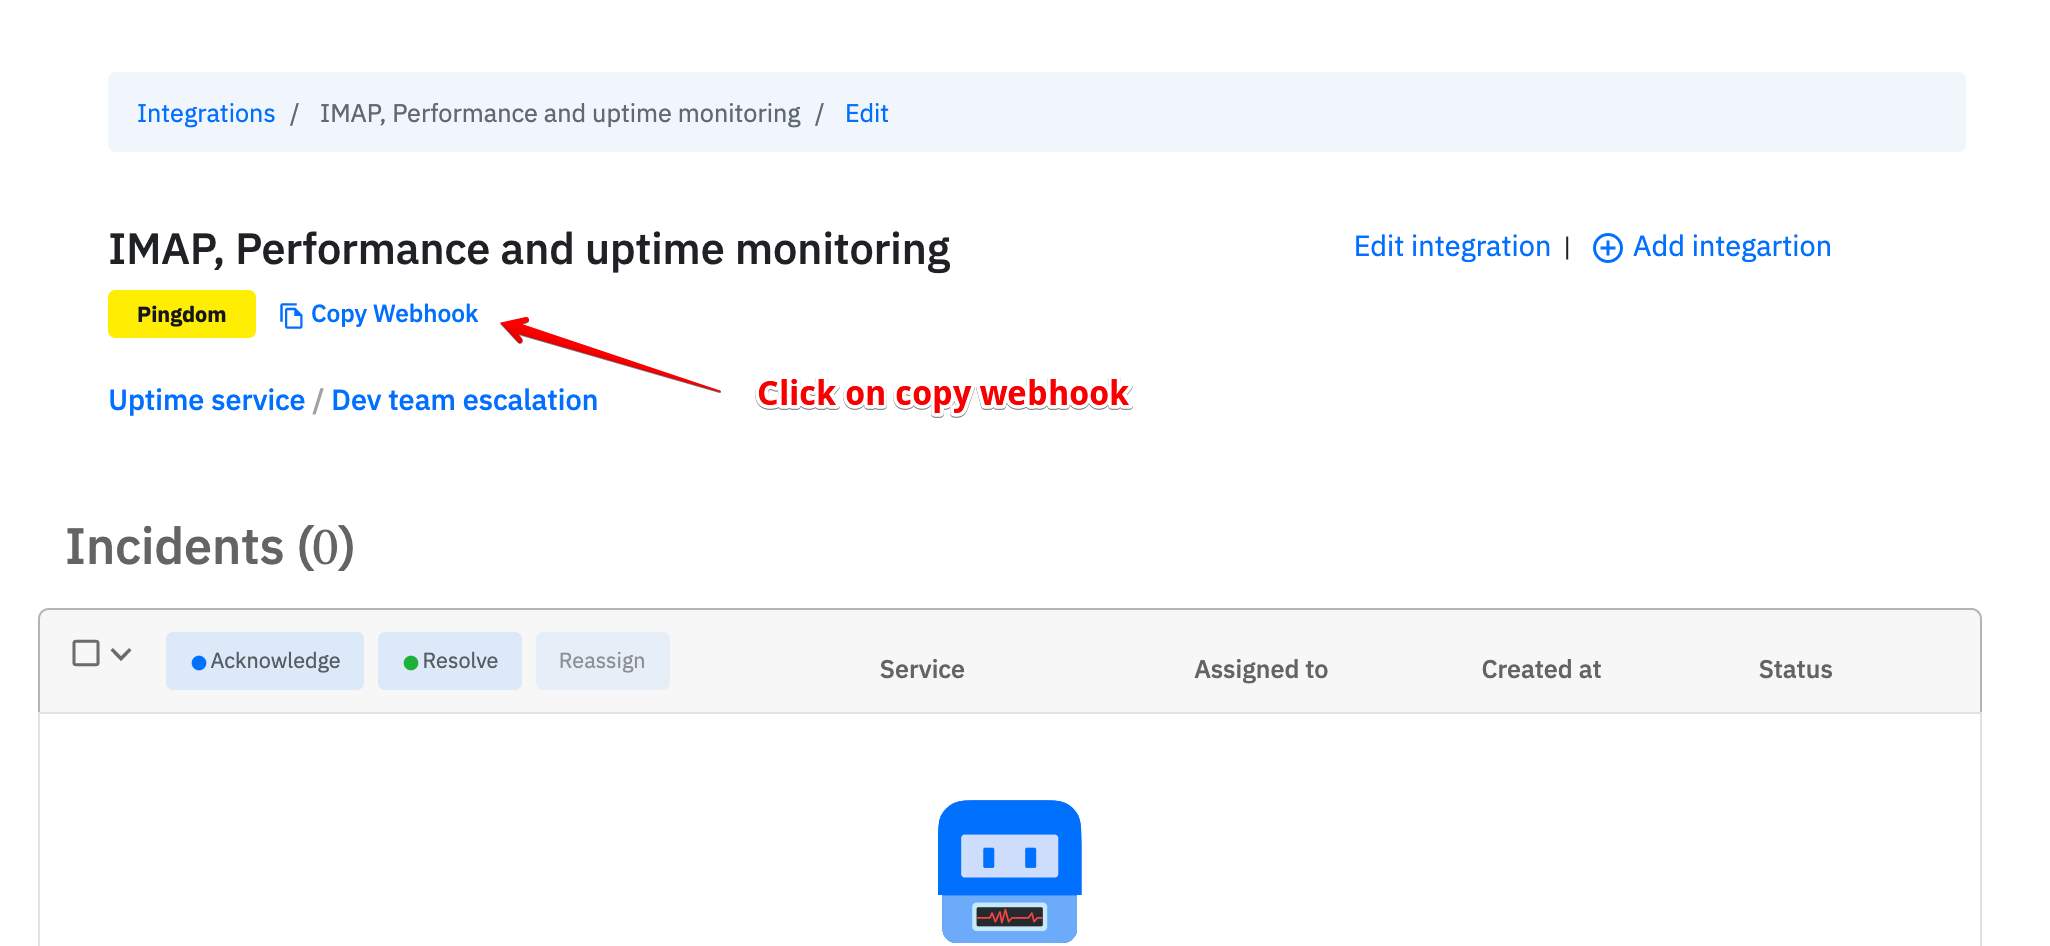 Integrations / IMAP, Performance and uptime monitoring / Edit
IMAP, Performance and uptime monitoring
Edit integration | Add integartion
Pingdom Copy Webhook
Click on copy webhook
Uptime service / Dev team escalation
Incidents (0)
Acknowledge Resolve Reassign Service Assigned to Created at Status